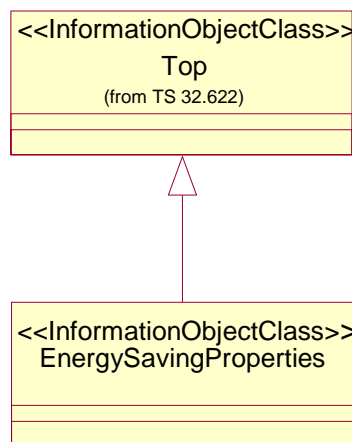 <<InformationObjectClass>>
Top
(from TS 32.622)
<<InformationObjectClass>>
EnergySavingProperties